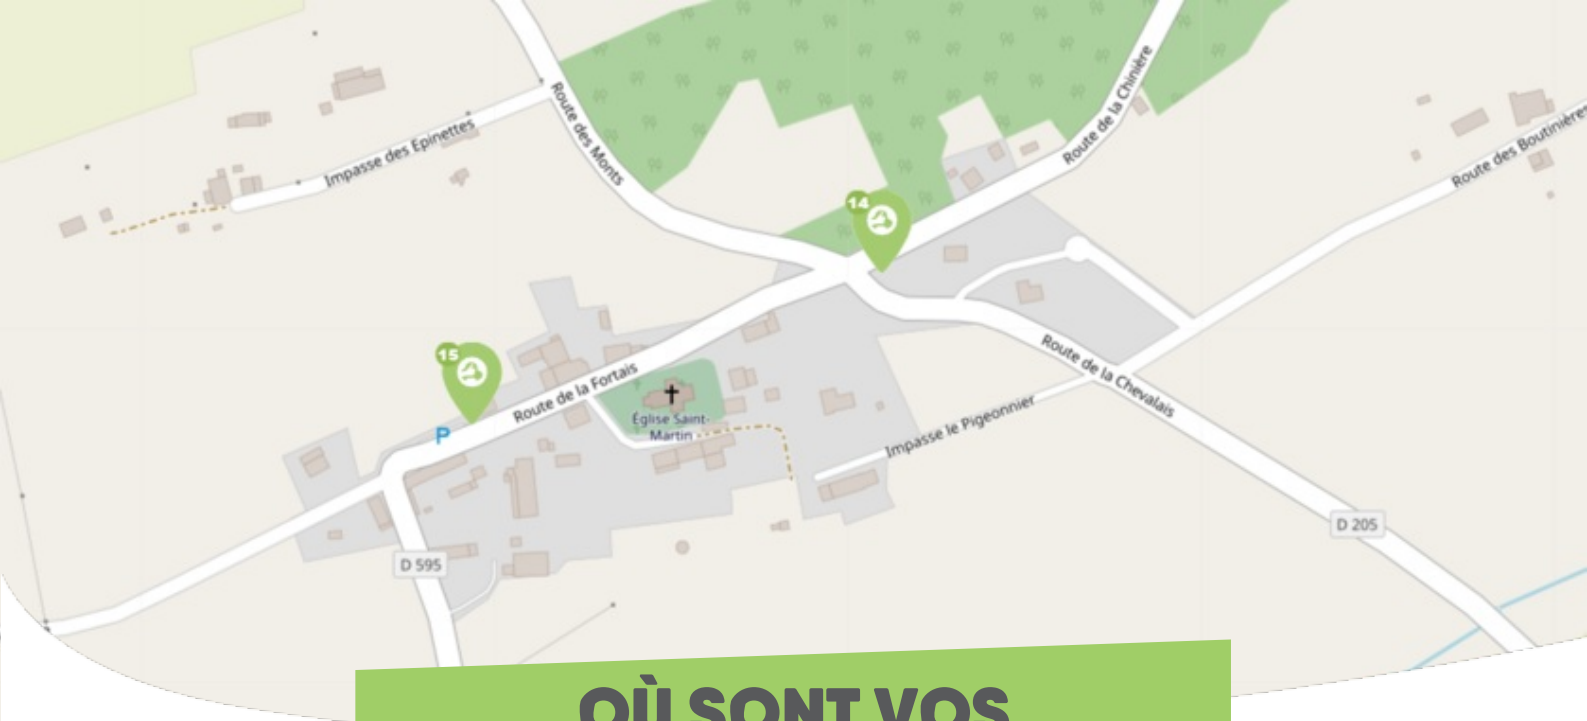 Route des Monts
Route de la Chinière
Impasse des Épinettes
Route des Boutinières
14
15
Route de la Fortais
P
Église Saint-
Martin
Route de la Chevalais
Impasse le Pigeonnier
D 205
D 595
OÙ SONT VOS